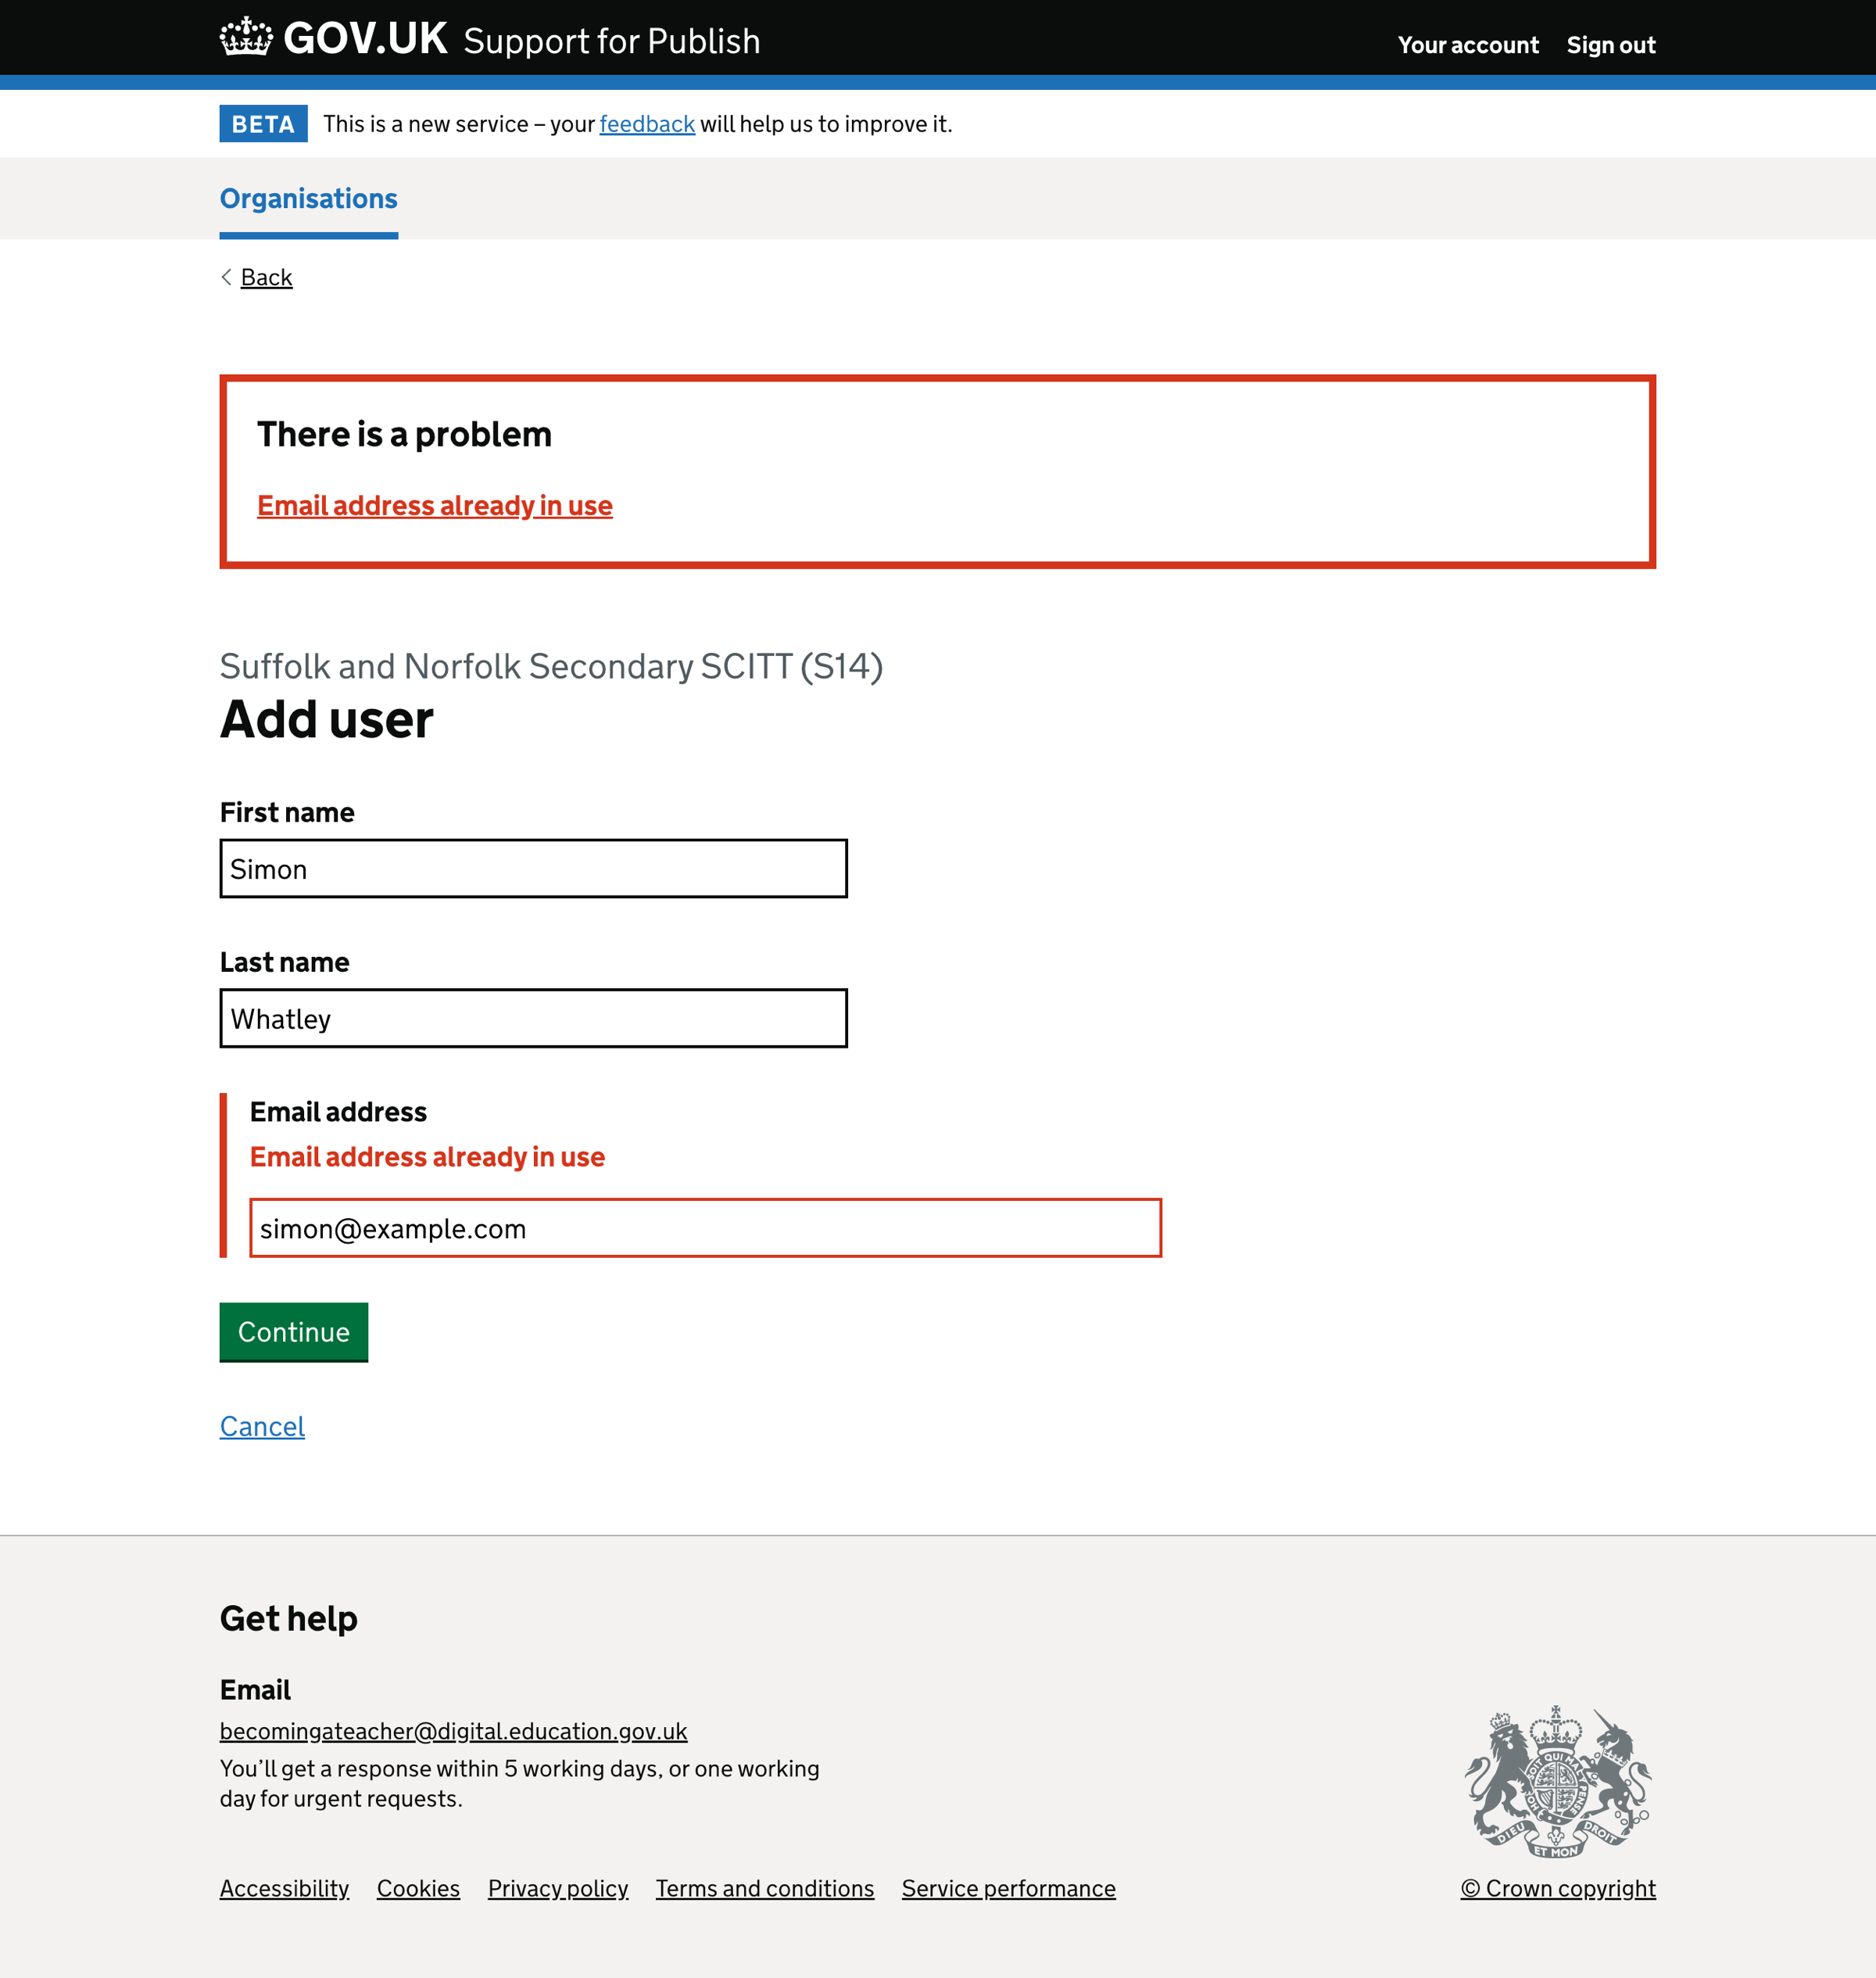 GOV.UK Support for Publish
Your account Sign out
BETA This is a new service – your feedback will help us to improve it.
Organisations
Back
There is a problem
Email address already in use
Suffolk and Norfolk Secondary SCITT (S14)
Add user
First name
Simon
Last name
Whatley
Email address
Email address already in use
simon@example.com
Continue
Cancel
Get help
Email
becomingateacher@digital.education.gov.uk
You’ll get a response within 5 working days, or one working
day for urgent requests.
DIEU ET MON DROIT
Accessibility Cookies Privacy policy Terms and conditions Service performance
© Crown copyright